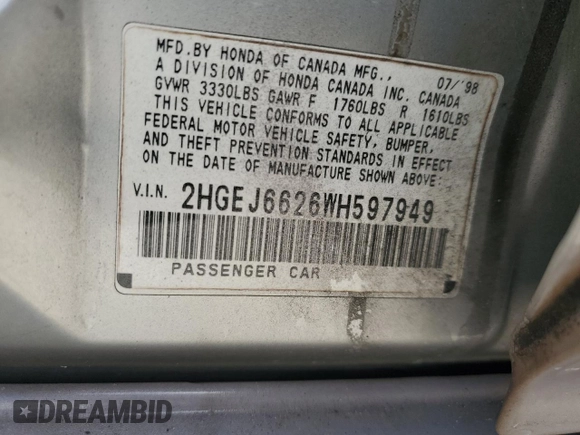 MFD.BY HONDA OF CANADA MFG., 07/'98
A DIVISION OF HONDA CANADA INC. CANADA
GVWR 3330LBS GAWR F 1760LBS R 1610LBS
THIS VEHICLE CONFORMS TO ALL APPLICABLE
FEDERAL MOTOR VEHICLE SAFETY, BUMPER,
AND THEFT PREVENTION STANDARDS IN EFFECT
ON THE DATE OF MANUFACTURE SHOWN ABOVE:
V.I.N. 2HGEJ6626WH597949
PASSENGER CAR
DREAMBID